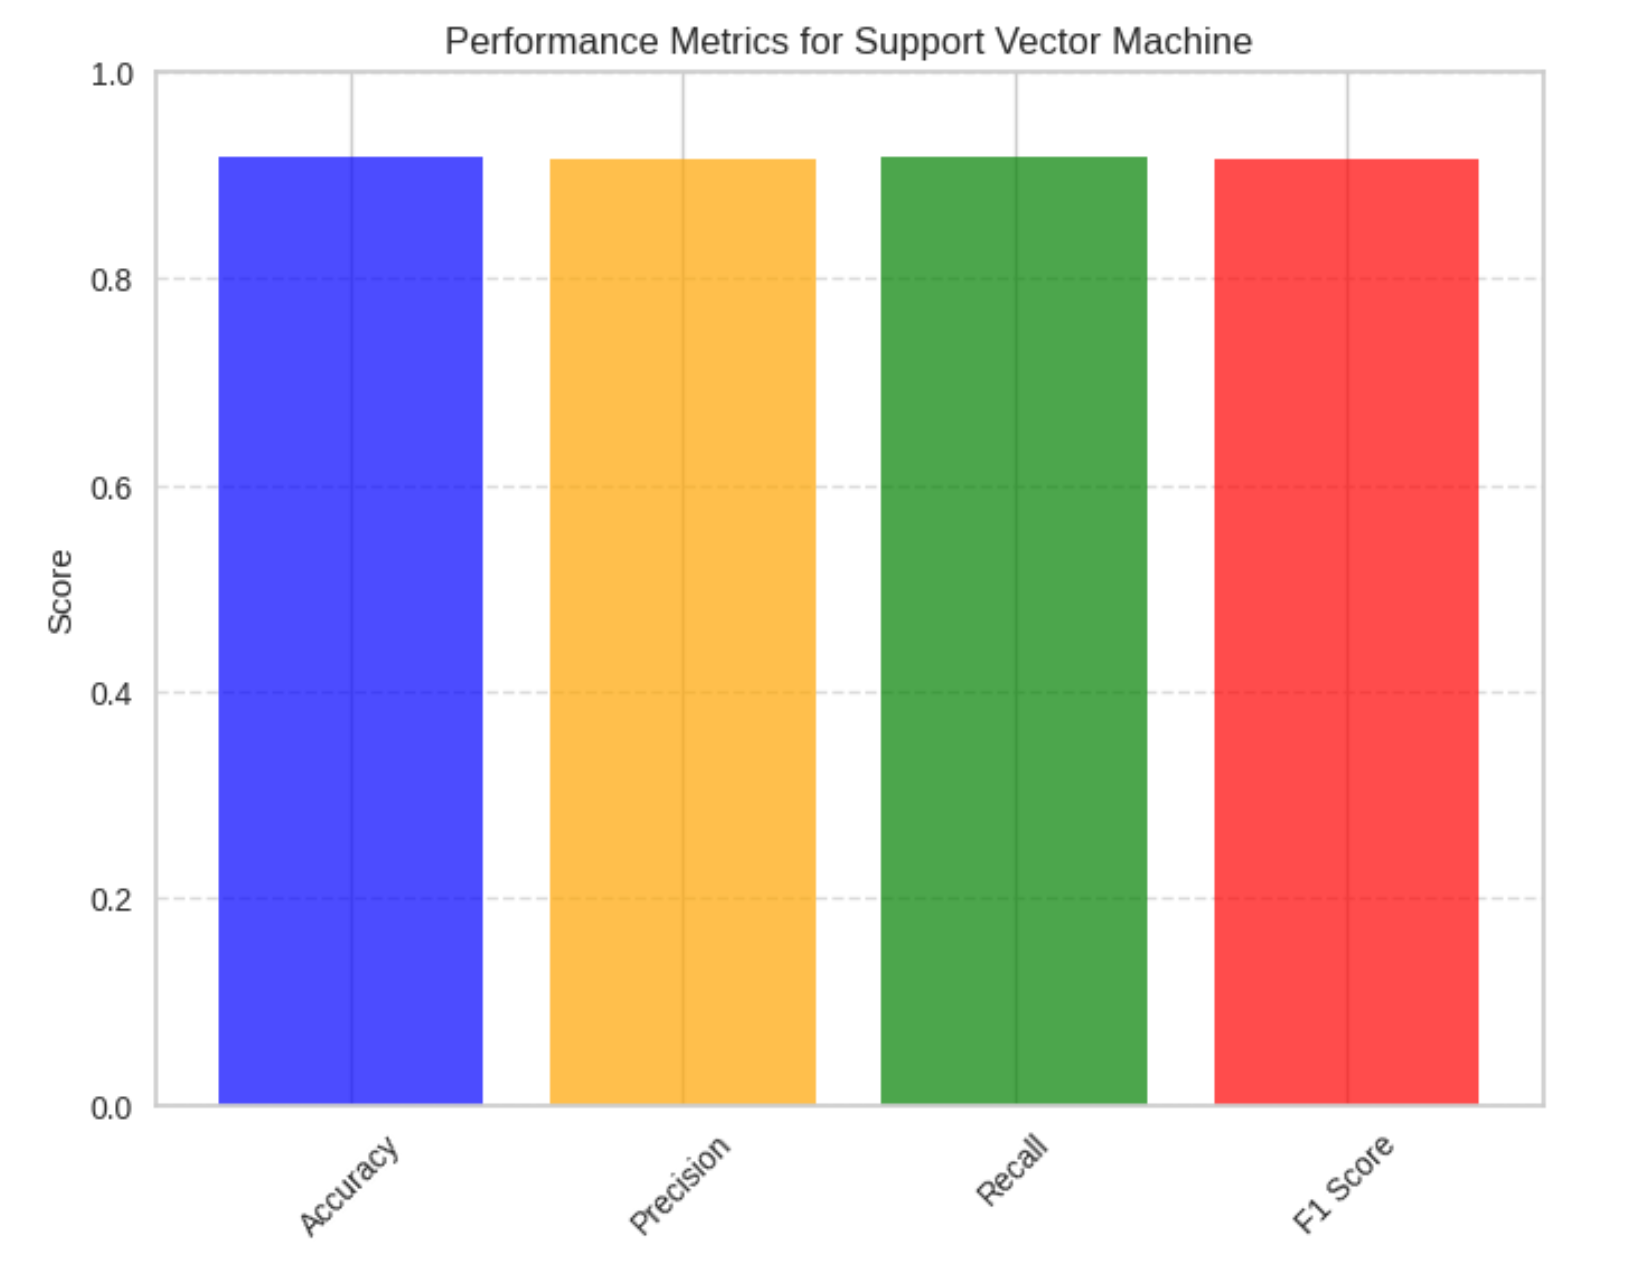 Performance Metrics for Support Vector Machine
1.0
0.8
0.6
0.4
0.2
0.0
Score
Accuracy
Precision
Recall
F1 Score